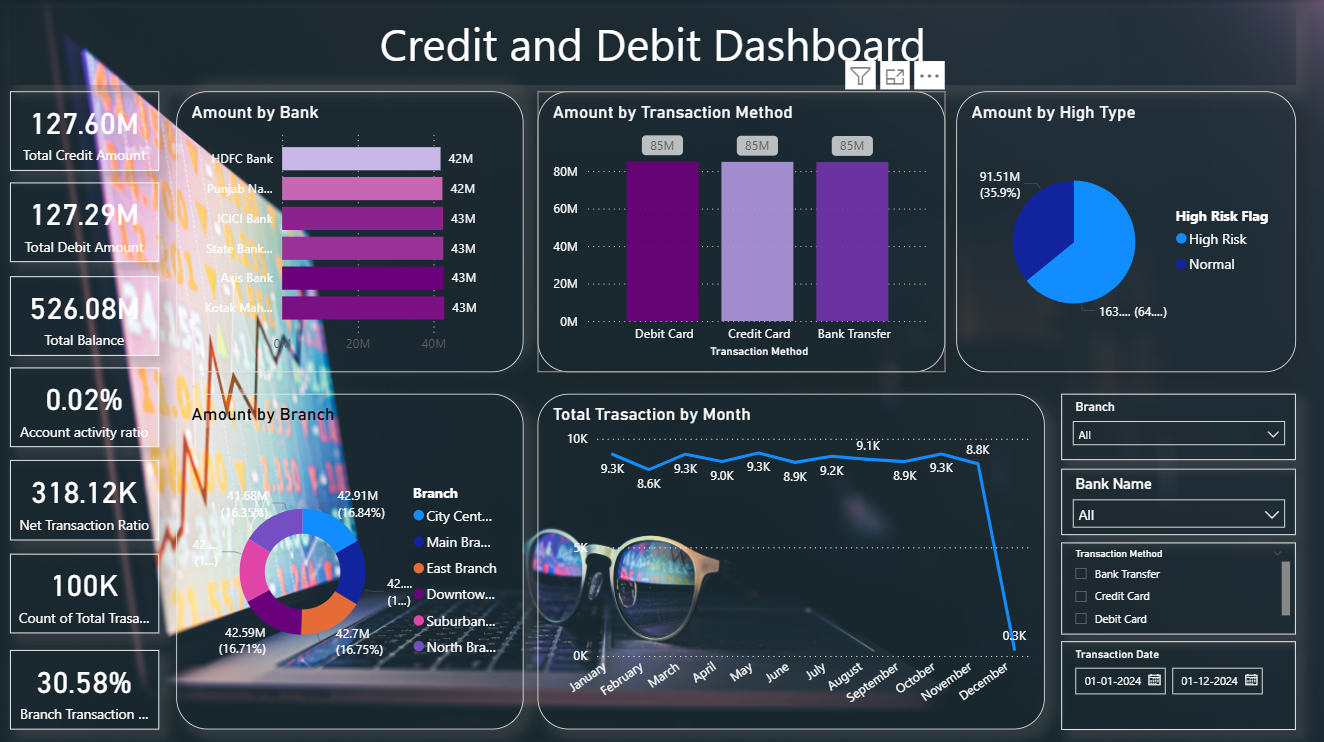 Credit and Debit Dashboard
127.60M
Total Credit Amount
127.29M
Total Debit Amount
526.08M
Total Balance
0.02%
Account activity ratio
318.12K
Net Transaction Ratio
100K
Count of Total Trasa...
30.58%
Branch Transaction ...
Amount by Bank
HDFC Bank 42M
Punjab Na... 42M
ICICI Bank 43M
State Bank... 43M
Axis Bank 43M
Kotak Mah... 43M
0M 20M 40M
Amount by Transaction Method
85M 85M 85M
80M
60M
40M
20M
0M
Debit Card Credit Card Bank Transfer
Transaction Method
Amount by High Type
91.51M
(35.9%)
163.... (64....)
High Risk Flag
High Risk
Normal
Amount by Branch
41.68M
(16.35%)
42.91M
(16.84%)
42....
(1...)
42....
(1...)
42.59M
(16.71%)
42.7M
(16.75%)
Branch
City Cent...
Main Bra...
East Branch
Downtow...
Suburban...
North Bra...
Total Trasaction by Month
10K
5K
0K
9.3K 8.6K 9.3K 9.0K 9.3K 8.9K 9.2K 9.1K 8.9K 9.3K 8.8K 0.3K
January February March April May June July August September October November December
Branch
All
Bank Name
All
Transaction Method
Bank Transfer
Credit Card
Debit Card
Transaction Date
01-01-2024 01-12-2024